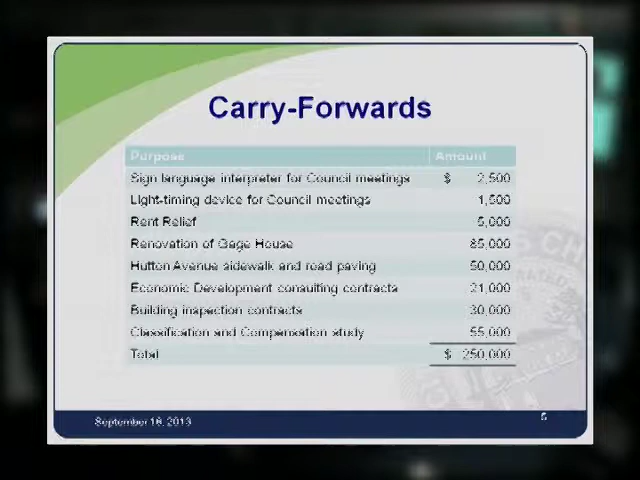 Carry-Forwards
Purpose Amount
Sign language interpreter for Council meetings $ 2,500
Light-timing device for Council meetings 1,500
Rent Relief 5,000
Renovation of Gage House 85,000
Hutton Avenue sidewalk and road paving 50,000
Economic Development consulting contracts 21,000
Building inspection contracts 30,000
Classification and Compensation study 55,000
Total $ 250,000
September 16, 2013 5